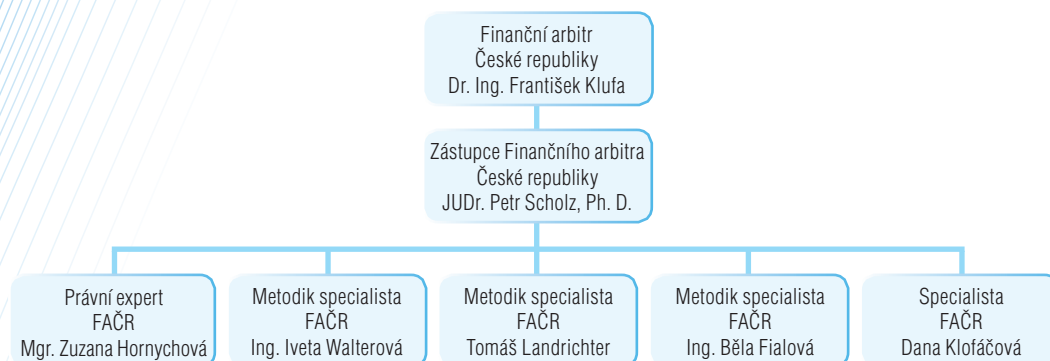 Finanční arbitr
České republiky
Dr. Ing. František Klufa
Zástupce Finančního arbitra
České republiky
JUDr. Petr Scholz, Ph. D.
Právní expert
FAČR
Mgr. Zuzana Hornychová
Metodik specialista
FAČR
Ing. Iveta Walterová
Metodik specialista
FAČR
Tomáš Landrichter
Metodik specialista
FAČR
Ing. Běla Fialová
Specialista
FAČR
Dana Klofáčová